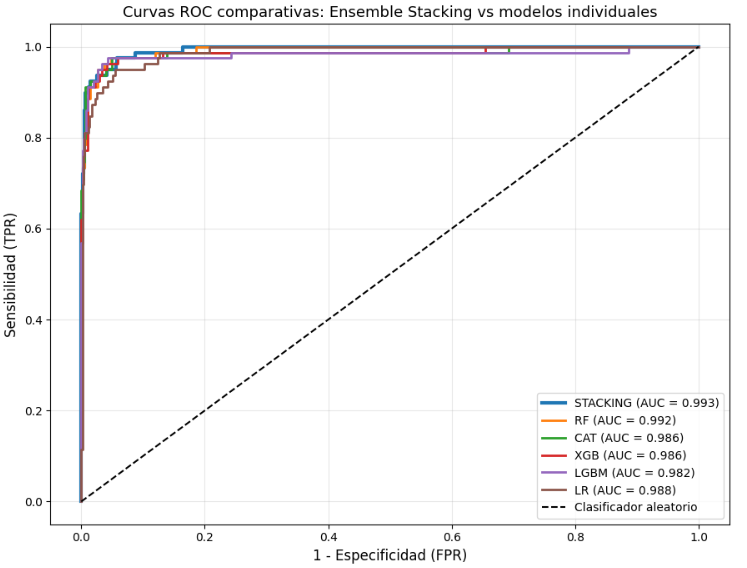 Curvas ROC comparativas: Ensemble Stacking vs modelos individuales
Sensibilidad (TPR)
1.0
0.8
0.6
0.4
0.2
0.0
0.0 0.2 0.4 0.6 0.8 1.0
1 - Especificidad (FPR)
STACKING (AUC = 0.993)
RF (AUC = 0.992)
CAT (AUC = 0.986)
XGB (AUC = 0.986)
LGBM (AUC = 0.982)
LR (AUC = 0.988)
Clasificador aleatorio